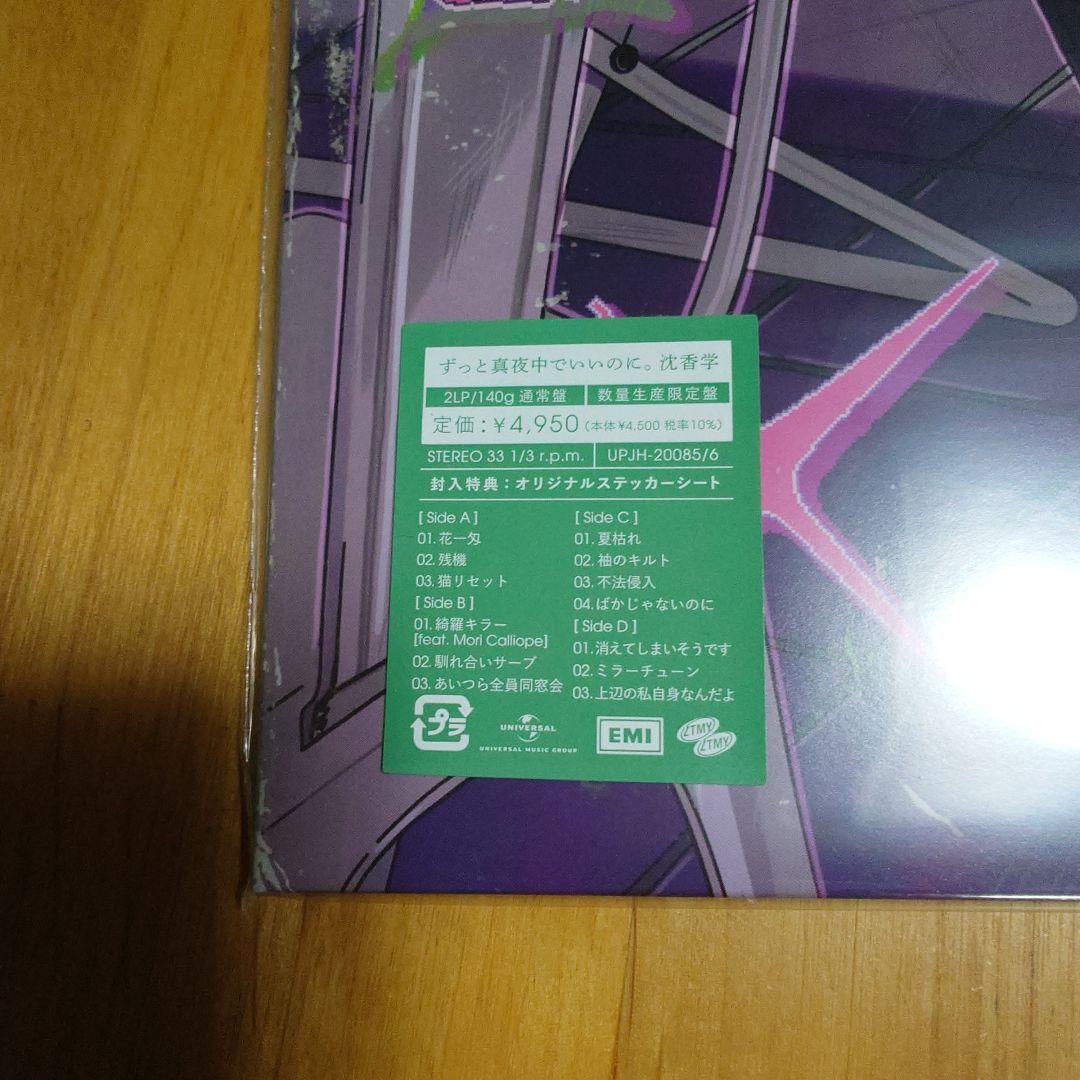 ずっと真夜中でいいのに。沈香学
2LP/140g 通常盤 数量生産限定盤
定価:¥4,950(本体¥4,500 税率10%)
STEREO 33 1/3 r.p.m. UPJH-20085/6
封入特典:オリジナルステッカーシート
[ Side A ]
01.花一匁
02.残機
03.猫リセット
[ Side B ]
01.綺羅キラー
[feat. Mori Calliope]
02.馴れ合いサーブ
03.あいつら全員同窓会
[ Side C ]
01.夏枯れ
02.袖のキルト
03.不法侵入
04.ばかじゃないのに
[ Side D ]
01.消えてしまいそうです
02.ミラーチューン
03.上辺の私自身なんだよ
プラ
UNIVERSAL
UNIVERSAL MUSIC GROUP
EMI
ZTMY
ZTMY